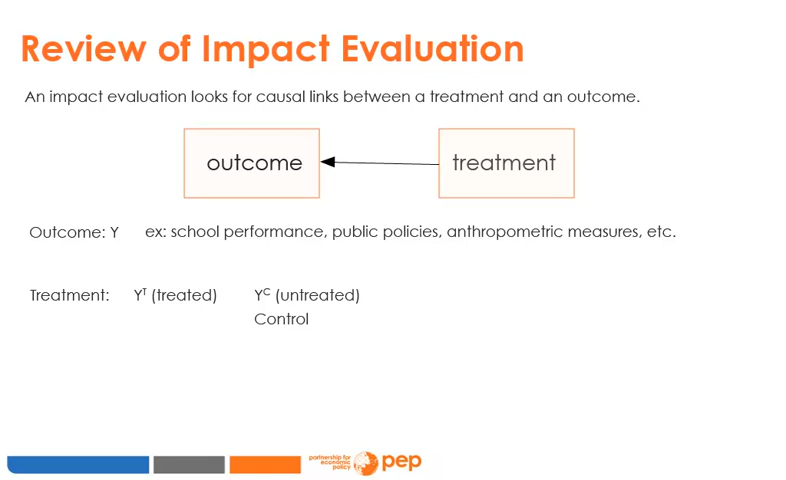 Review of Impact Evaluation
An impact evaluation looks for causal links between a treatment and an outcome.
outcome
treatment
Outcome: Y ex: school performance, public policies, anthropometric measures, etc.
Treatment: Yᵀ (treated) Yᶜ (untreated)
Control
partnership for
economic
policy
pep